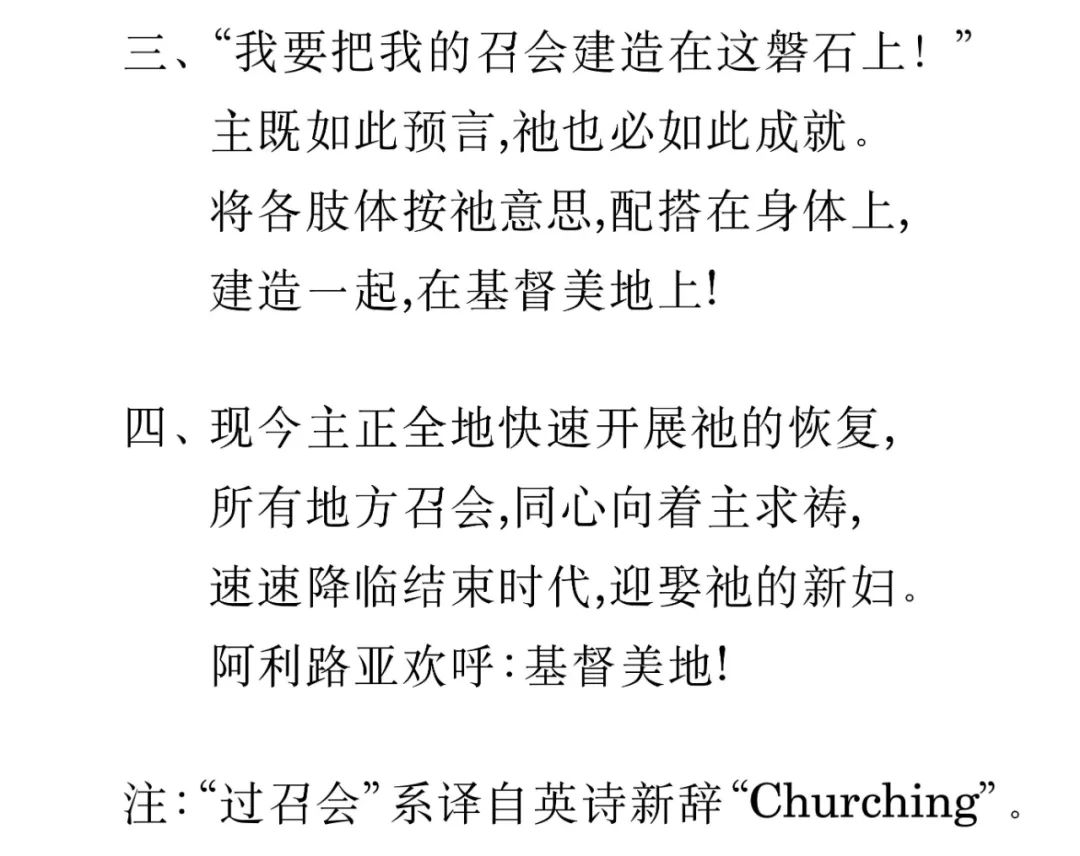 三、“我要把我的召会建造在这磐石上！”
主既如此预言,祂也必如此成就。
将各肢体按祂意思,配搭在身体上,
建造一起,在基督美地上!
四、现今主正全地快速开展祂的恢复,
所有地方召会,同心向着主求祷,
速速降临结束时代,迎娶祂的新妇。
阿利路亚欢呼:基督美地!
注:“过召会”系译自英诗新辞“Churching”。